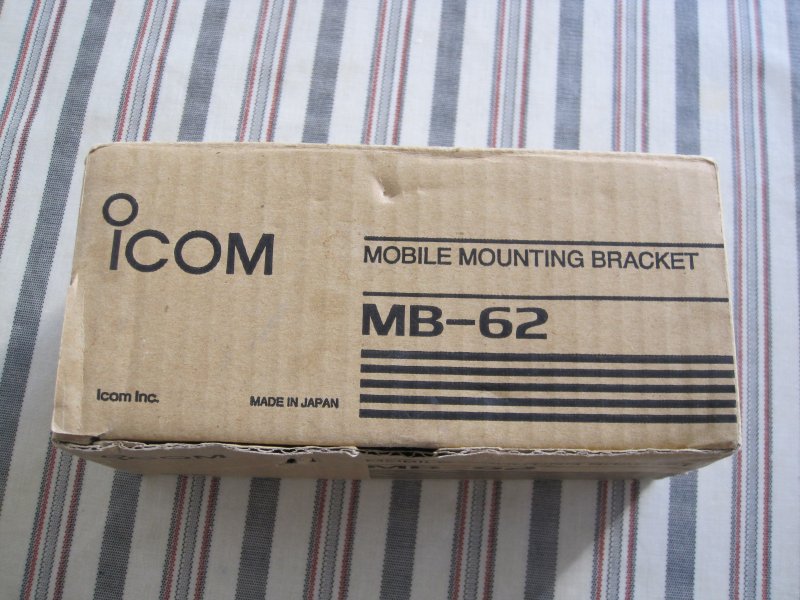 ICOM
MOBILE MOUNTING BRACKET
MB-62
Icom Inc.
MADE IN JAPAN